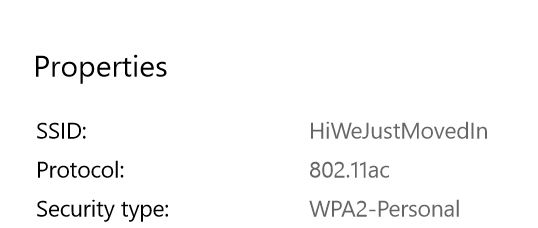 Properties
SSID: HiWeJustMovedIn
Protocol: 802.11ac
Security type: WPA2-Personal